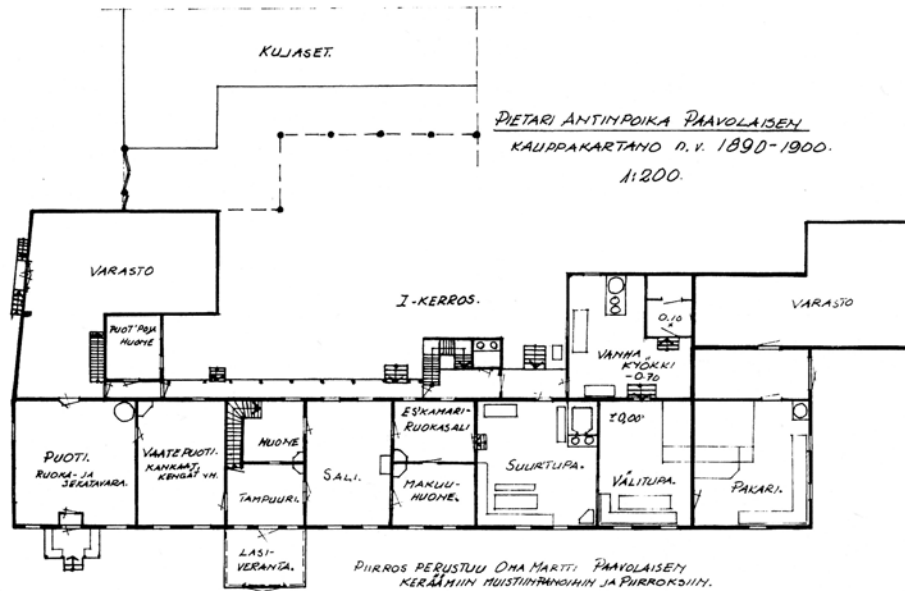 KUJASET.
PIETARI ANTINPOIKA PAAVOLAISEN
KAUPPAKARTANO n.v. 1890-1900.
1:200.
VARASTO
I-KERROS.
VARASTO
PUOT'POJA
HUONE
0.10
VANHA
KYÖKKI
-0.70
PUOTI.
RUOKA- JA
SEKATAVARA.
VAATEPUOTI.
KANKAAT,
KENGÄT YM.
HUONE
TAMPUURI.
SALI.
ES'KAMARI-
RUOKASALI
MAKUU-
HUONE.
SUURTUPA.
±0,00
VÄLITUPA.
PAKARI.
LASI-
VERANTA.
PIIRROS PERUSTUU OMA MARTTI PAAVOLAISEN
KERÄÄMIIN MUISTIINPANOIHIN JA PIIRROKSIIN.